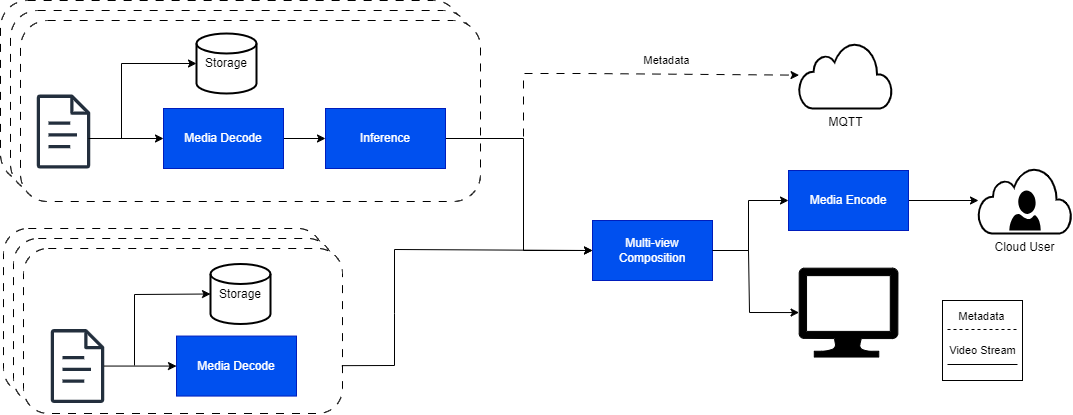 Storage
Media Decode
Inference
Metadata
MQTT
Media Encode
Cloud User
Multi-view
Composition
Storage
Media Decode
Metadata
Video Stream